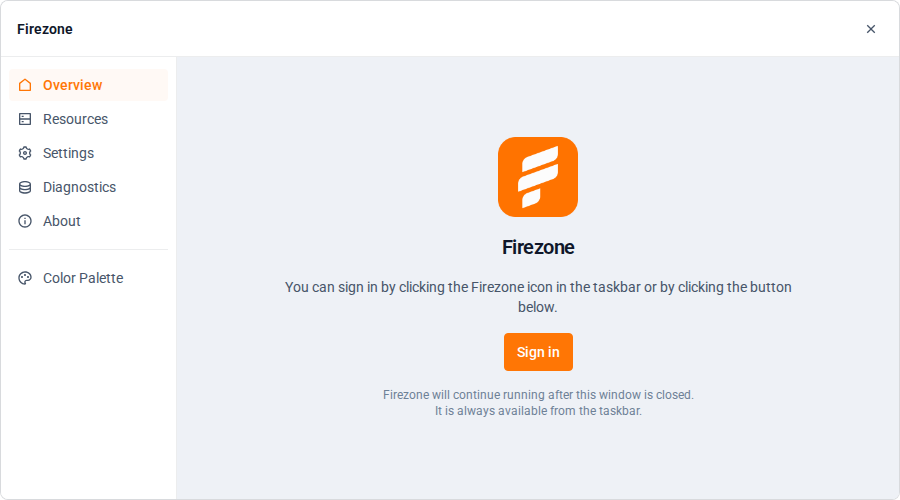 Firezone
Overview
Resources
Settings
Diagnostics
About
Color Palette
Firezone
You can sign in by clicking the Firezone icon in the taskbar or by clicking the button
below.
Sign in
Firezone will continue running after this window is closed.
It is always available from the taskbar.